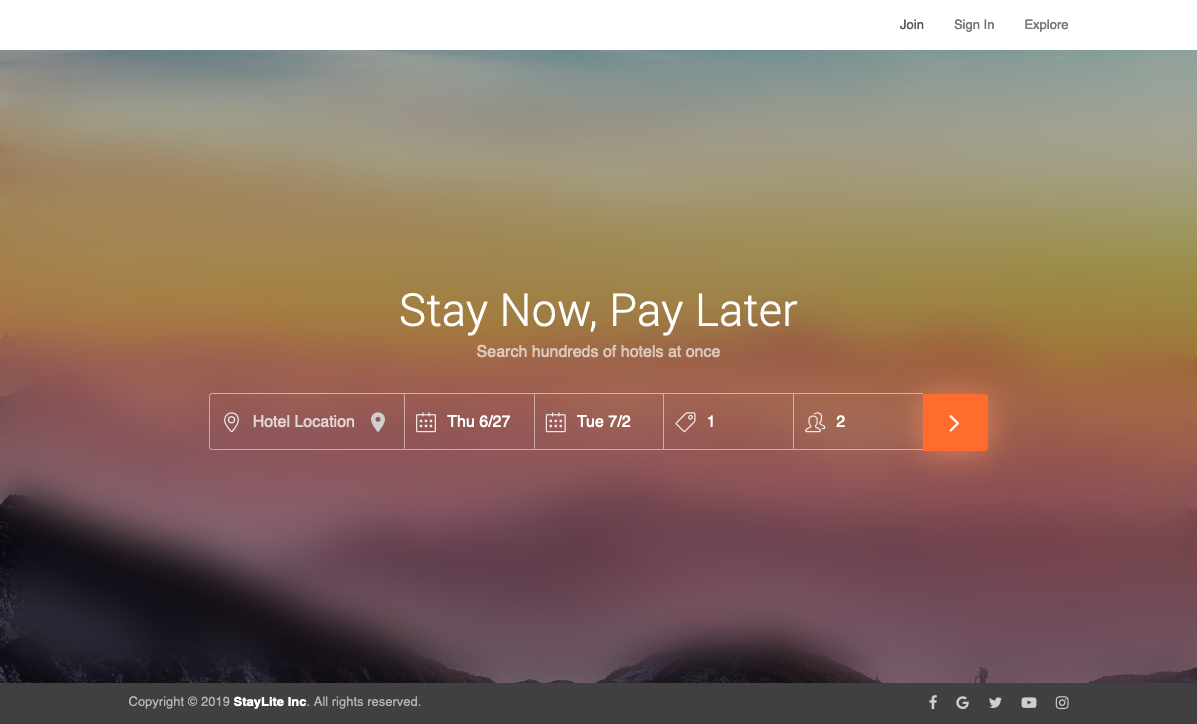 Join Sign In Explore
Stay Now, Pay Later
Search hundreds of hotels at once
Hotel Location Thu 6/27 Tue 7/2 1 2
Copyright © 2019 StayLite Inc. All rights reserved.